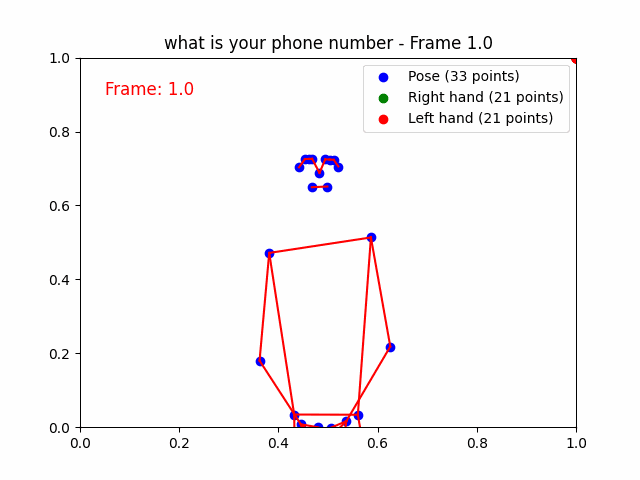 what is your phone number - Frame 1.0
Frame: 1.0
Pose (33 points)
Right hand (21 points)
Left hand (21 points)
1.0
0.8
0.6
0.4
0.2
0.0
0.0 0.2 0.4 0.6 0.8 1.0